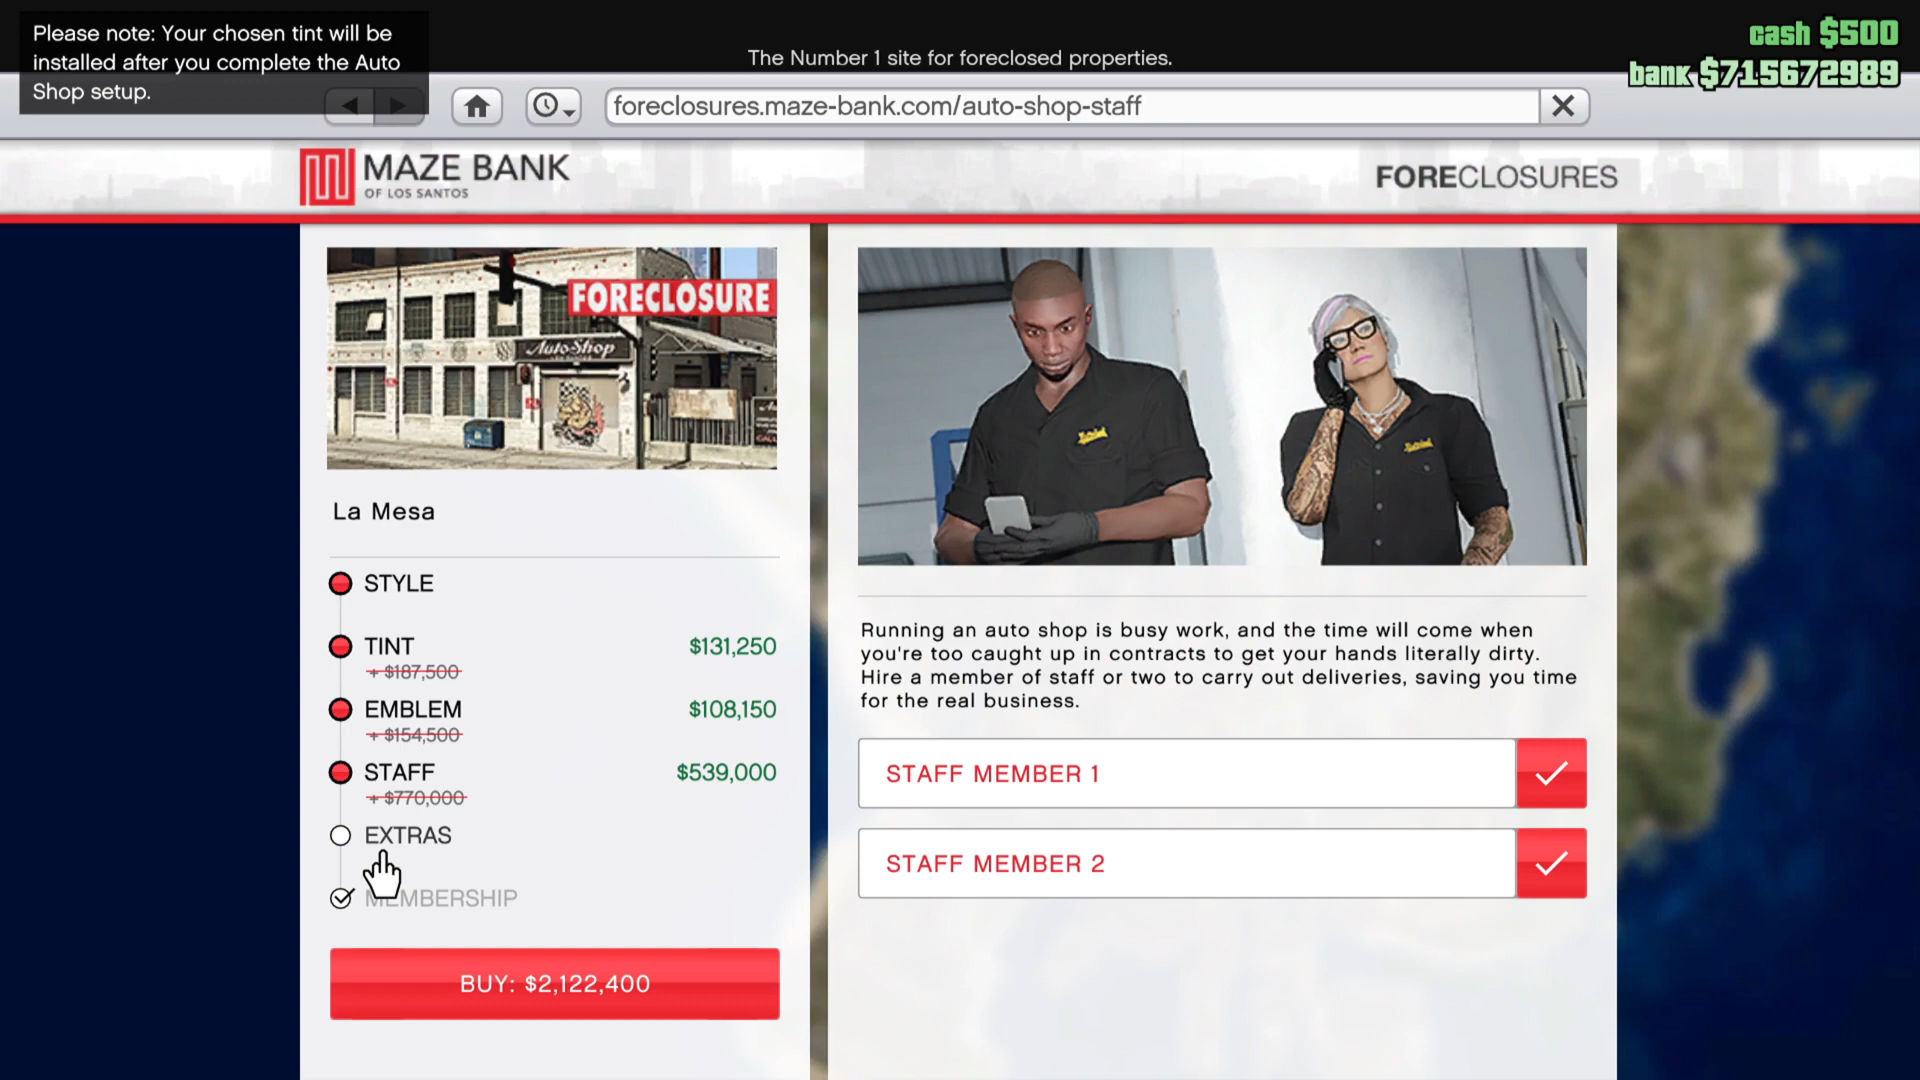 Please note: Your chosen tint will be
installed after you complete the Auto
Shop setup.
The Number 1 site for foreclosed properties.
cash $500
bank $715672989
foreclosures.maze-bank.com/auto-shop-staff
MAZE BANK
OF LOS SANTOS
FORECLOSURES
FORECLOSURE
AutoShop
La Mesa
STYLE
TINT $131,250
+ $187,500
EMBLEM $108,150
+ $154,500
STAFF $539,000
+ $770,000
EXTRAS
MEMBERSHIP
BUY: $2,122,400
Running an auto shop is busy work, and the time will come when
you're too caught up in contracts to get your hands literally dirty.
Hire a member of staff or two to carry out deliveries, saving you time
for the real business.
STAFF MEMBER 1
STAFF MEMBER 2